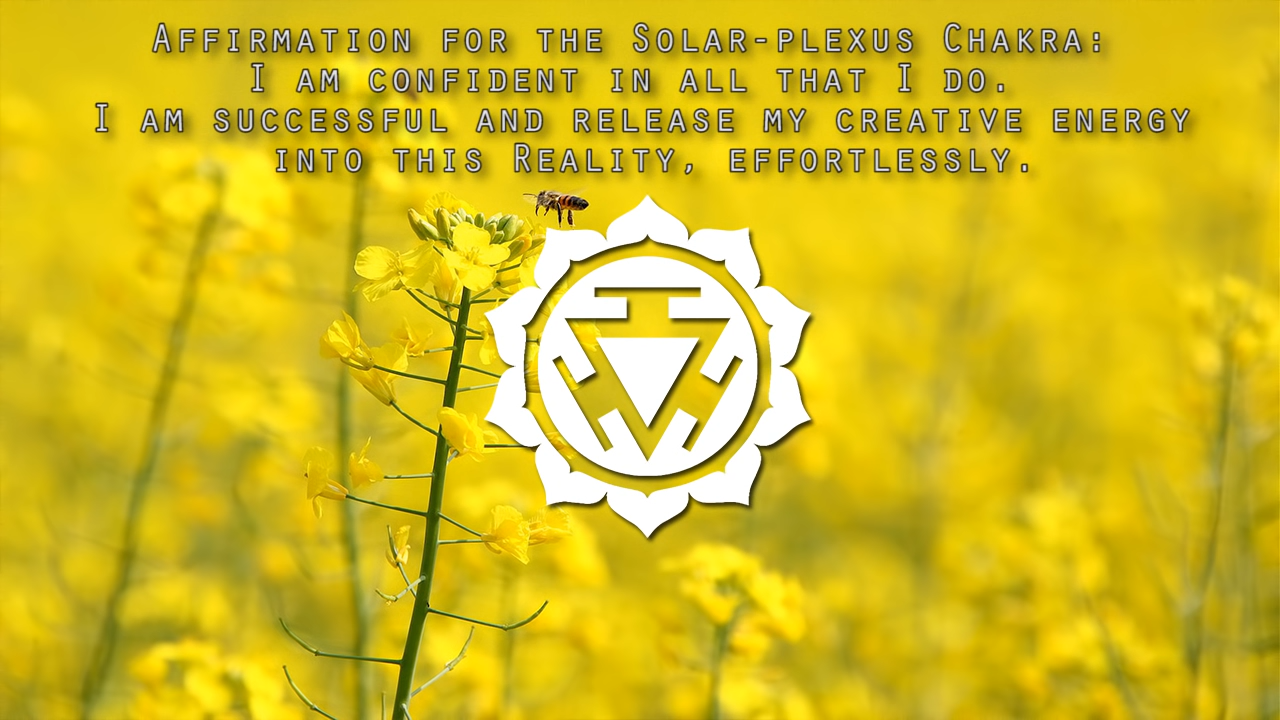 Affirmation for the Solar-plexus Chakra:
I am confident in all that I do.
I am successful and release my creative energy
into this Reality, effortlessly.